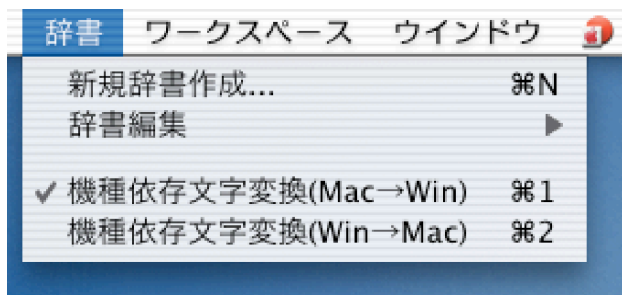 辞書 ワークスペース ウインドウ
新規辞書作成... ⌘N
辞書編集
機種依存文字変換(Mac→Win) ⌘1
機種依存文字変換(Win→Mac) ⌘2